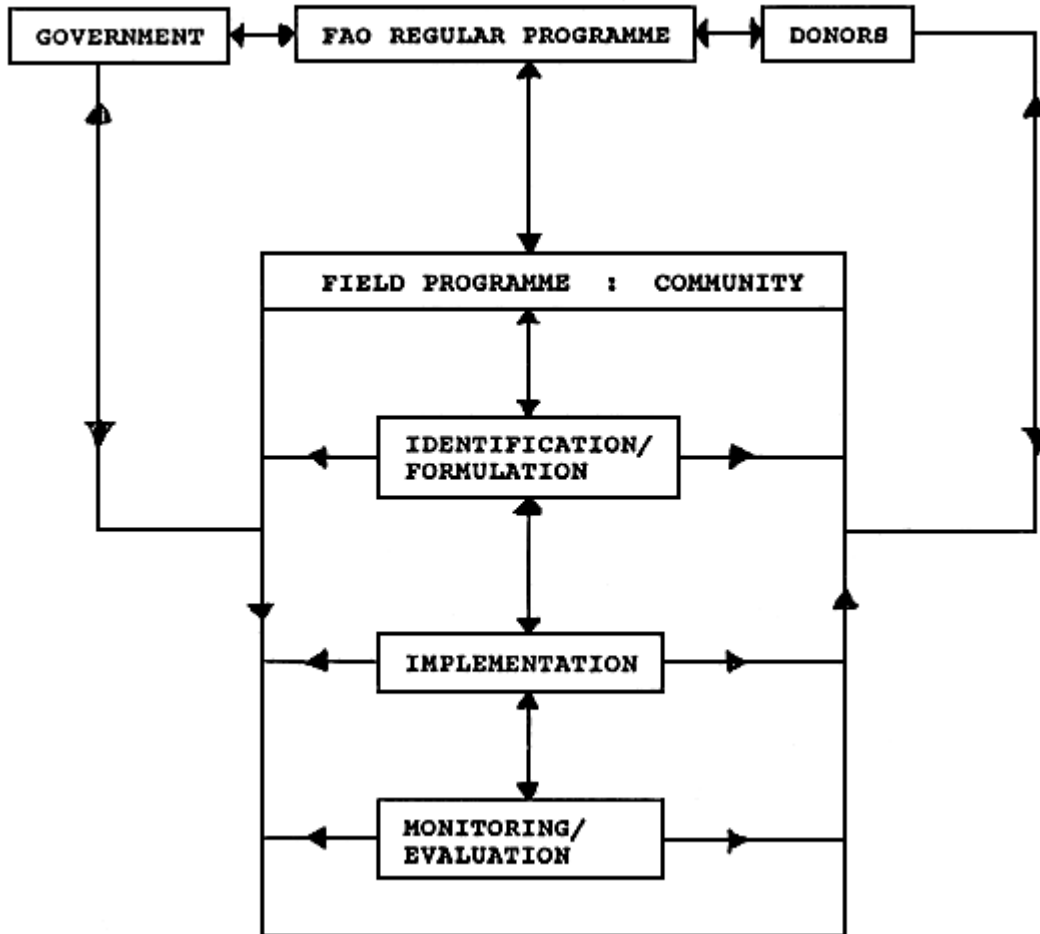 GOVERNMENT
FAO REGULAR PROGRAMME
DONORS
FIELD PROGRAMME : COMMUNITY
IDENTIFICATION/
FORMULATION
IMPLEMENTATION
MONITORING/
EVALUATION